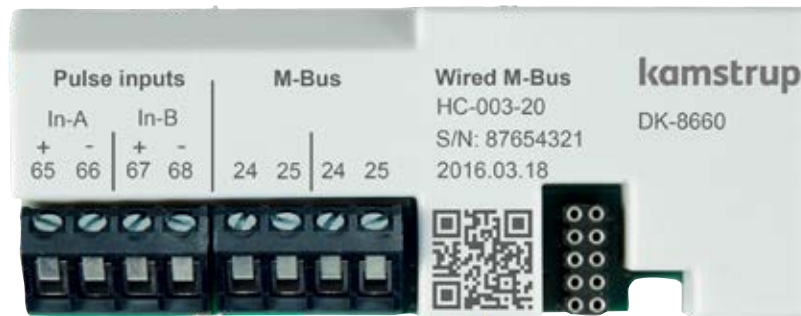 Pulse inputs
M-Bus
In-A
In-B
+ - + -
65 66 67 68 24 25 24 25
Wired M-Bus
HC-003-20
S/N: 87654321
2016.03.18
kamstrup
DK-8660